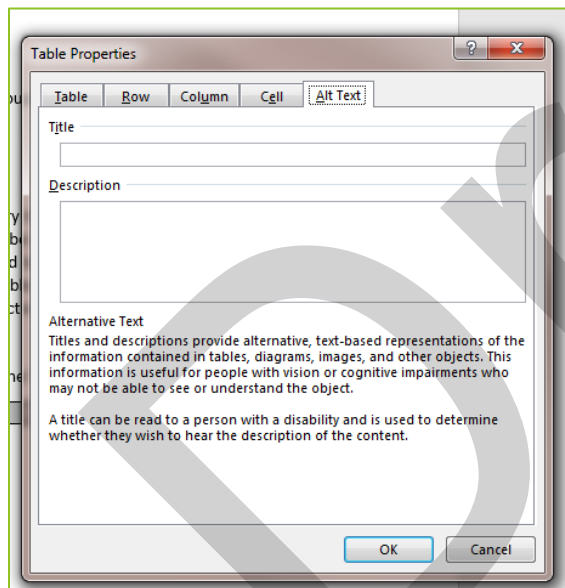 Table Properties
?
X
Table Row Column Cell Alt Text
Title
Description
Alternative Text
Titles and descriptions provide alternative, text-based representations of the
information contained in tables, diagrams, images, and other objects. This
information is useful for people with vision or cognitive impairments who
may not be able to see or understand the object.
A title can be read to a person with a disability and is used to determine
whether they wish to hear the description of the content.
OK Cancel